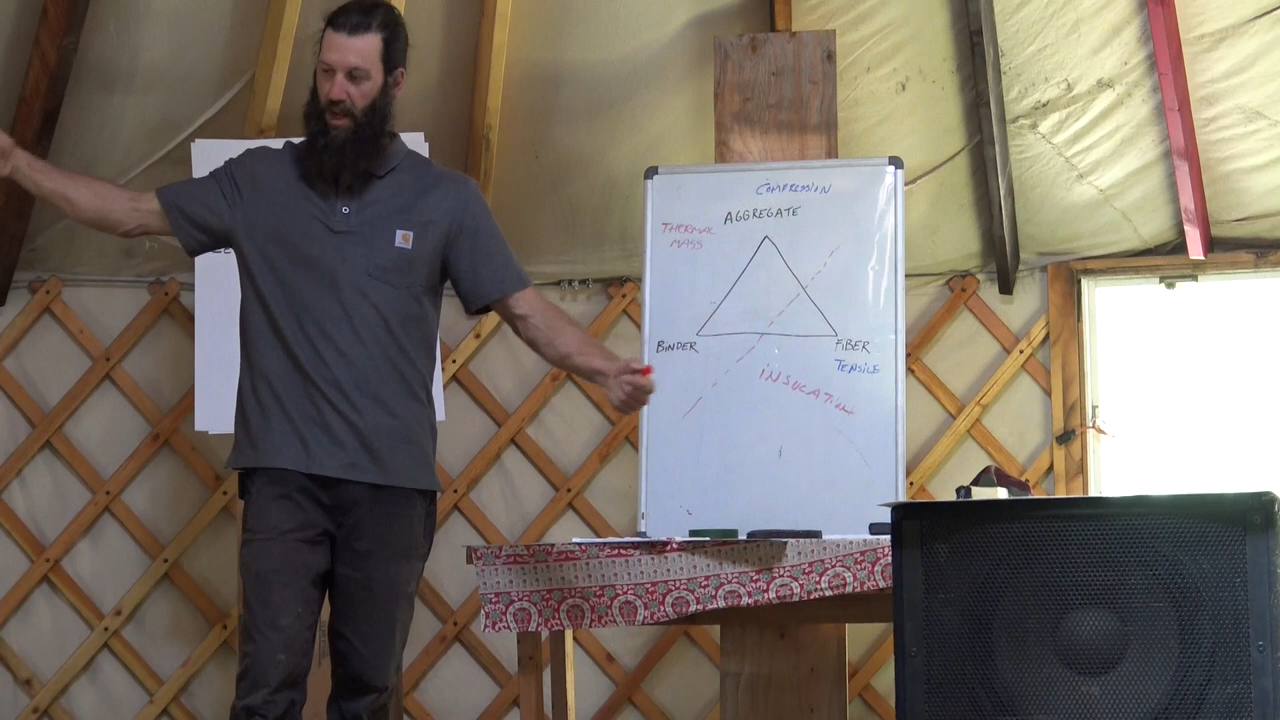 COMPRESSION
AGGREGATE
THERMAL
MASS
BINDER
FIBER
TENSILE
INSULATION